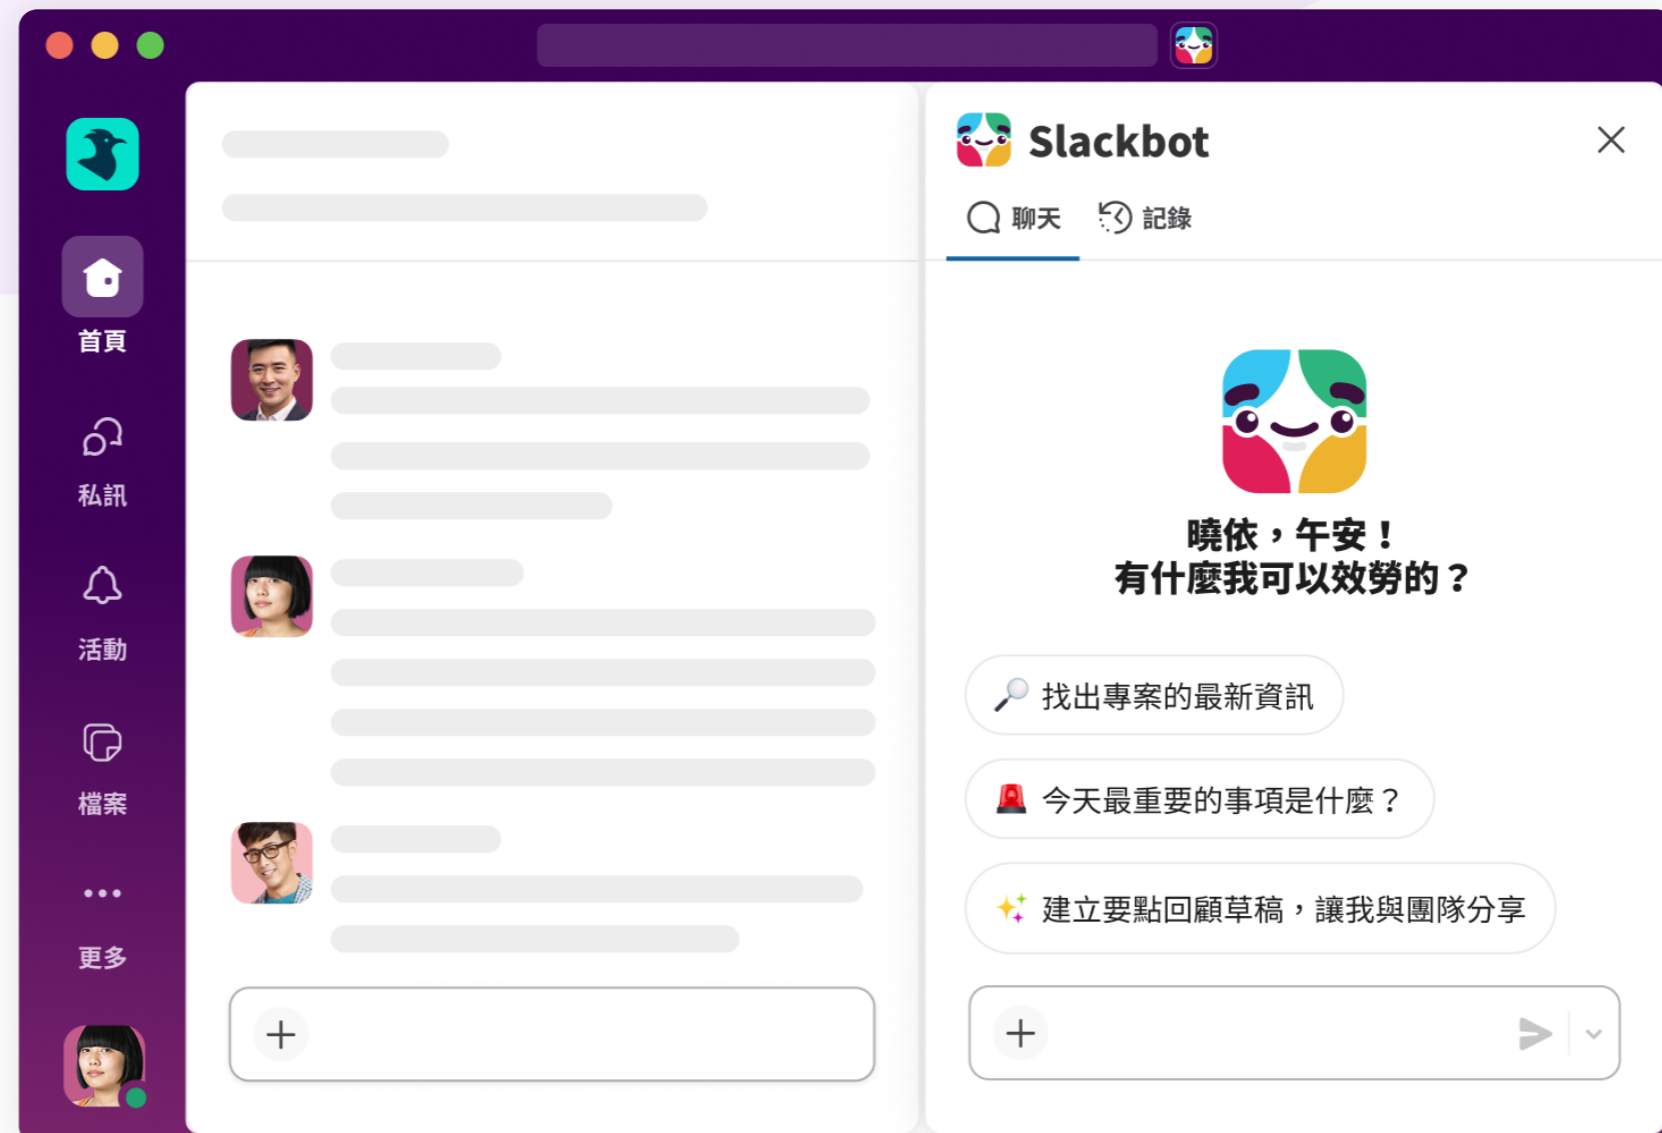 首頁
私訊
活動
檔案
更多
Slackbot
聊天
記錄
曉依，午安！
有什麼我可以效勞的？
找出專案的最新資訊
今天最重要的事項是什麼？
建立要點回顧草稿，讓我與團隊分享